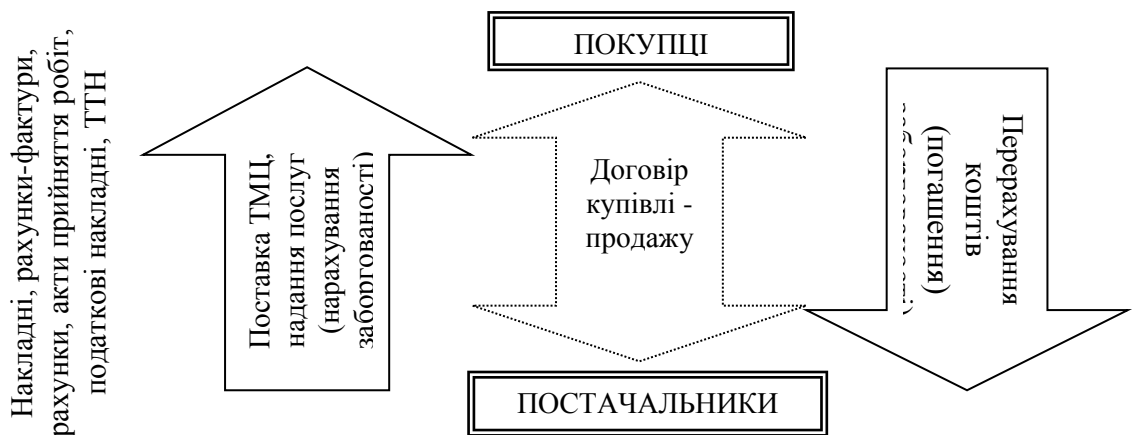 Накладні, рахунки-фактури,
рахунки, акти прийняття робіт,
податкові накладні, ТТН
Поставка ТМЦ,
надання послуг
(нарахування
заборгованості)
ПОКУПЦІ
Договір
купівлі -
продажу
ПОСТАЧАЛЬНИКИ
Перерахування
коштів
(погашення)